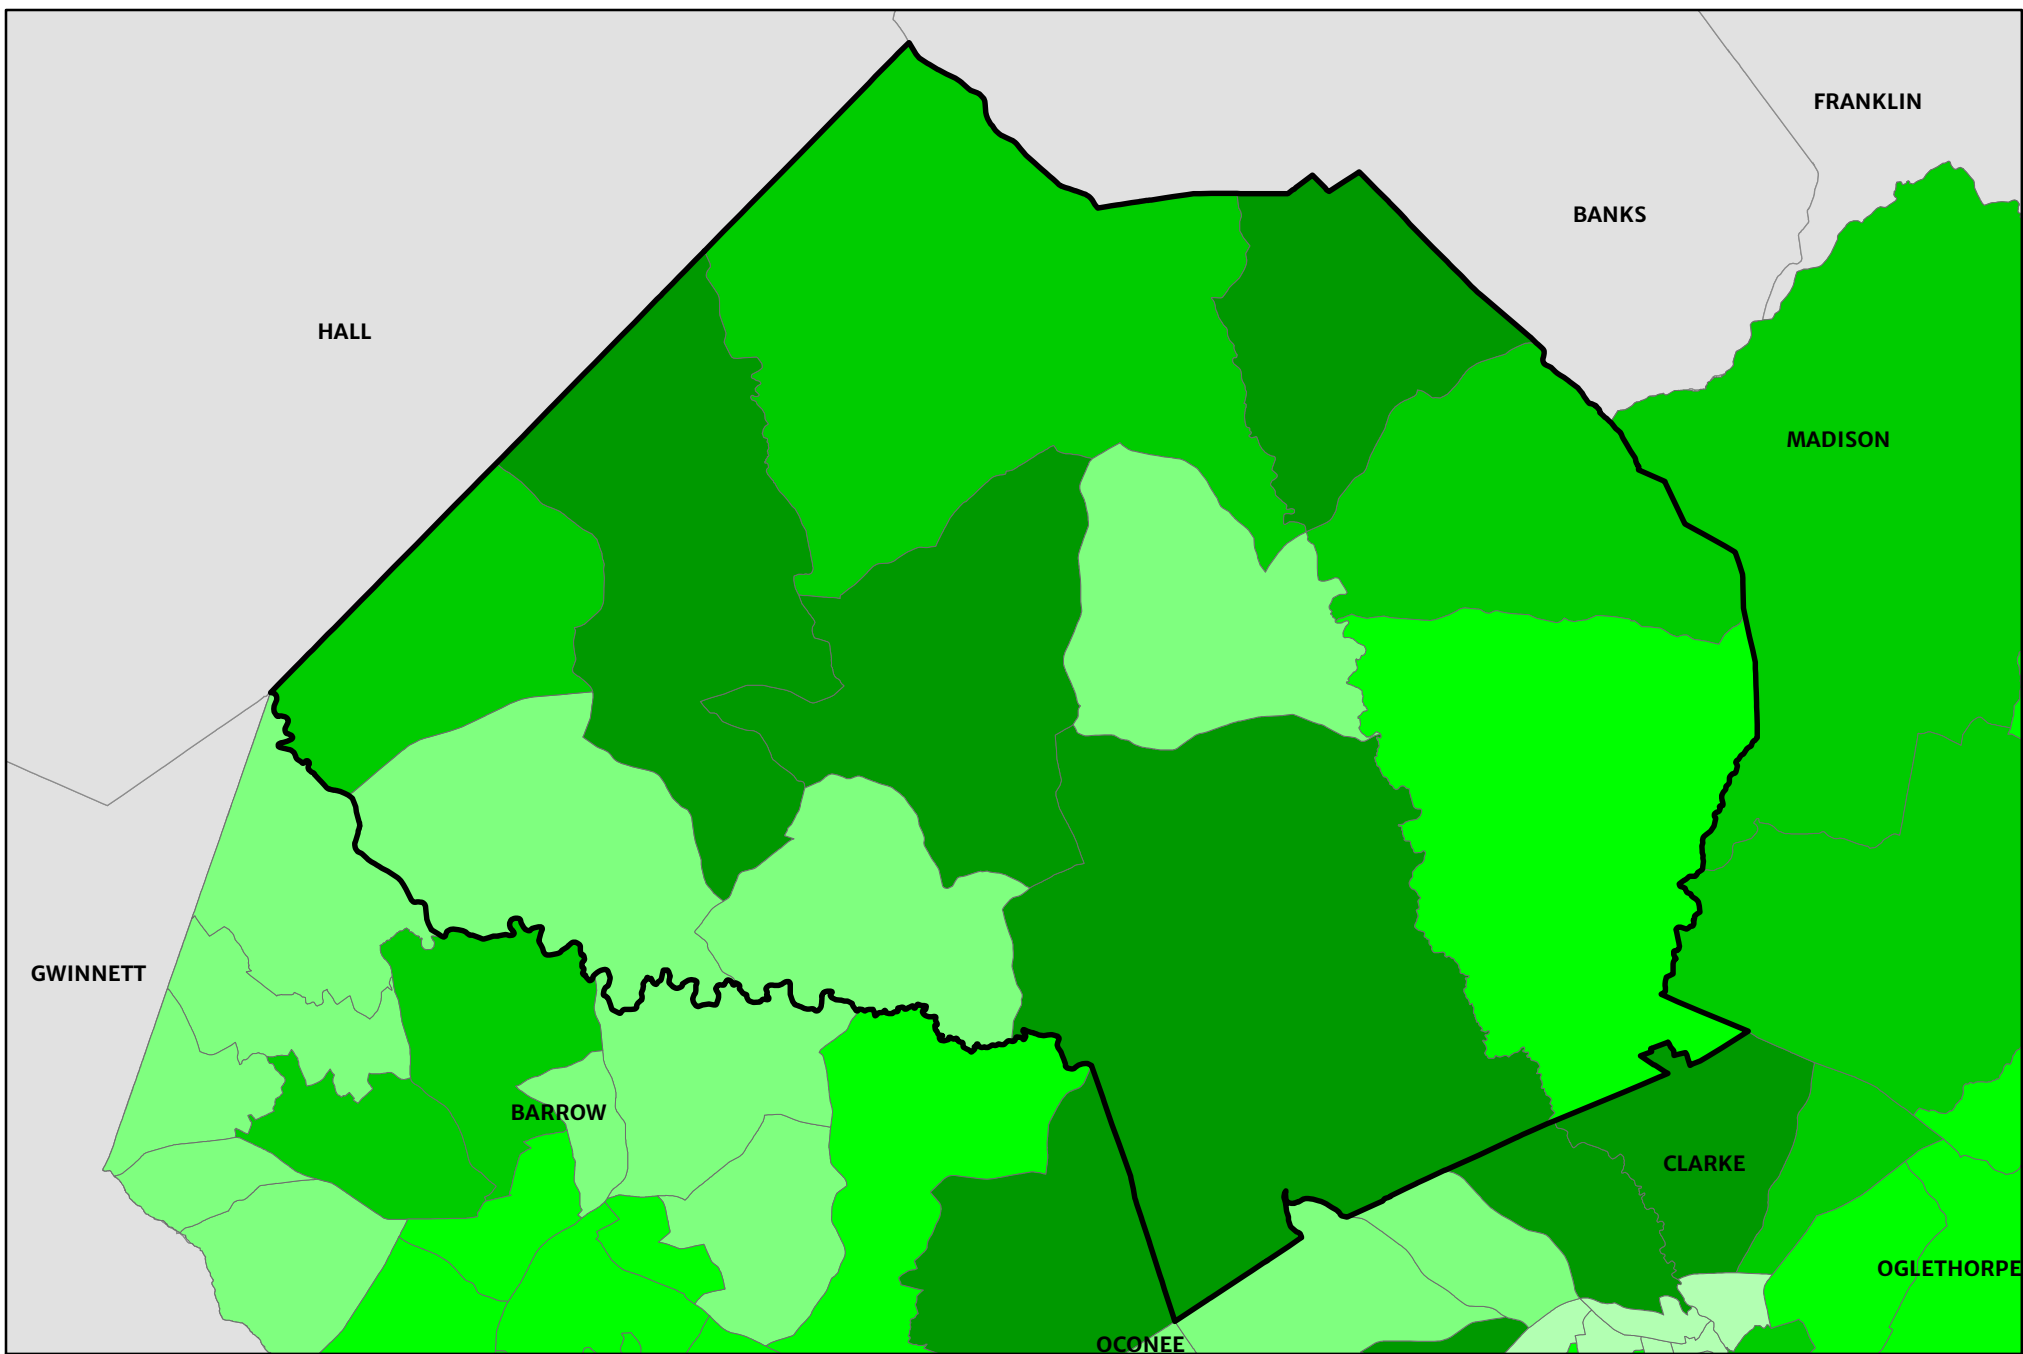 FRANKLIN
BANKS
HALL
MADISON
GWINNETT
BARROW
CLARKE
OGLETHORPE
OCONEE